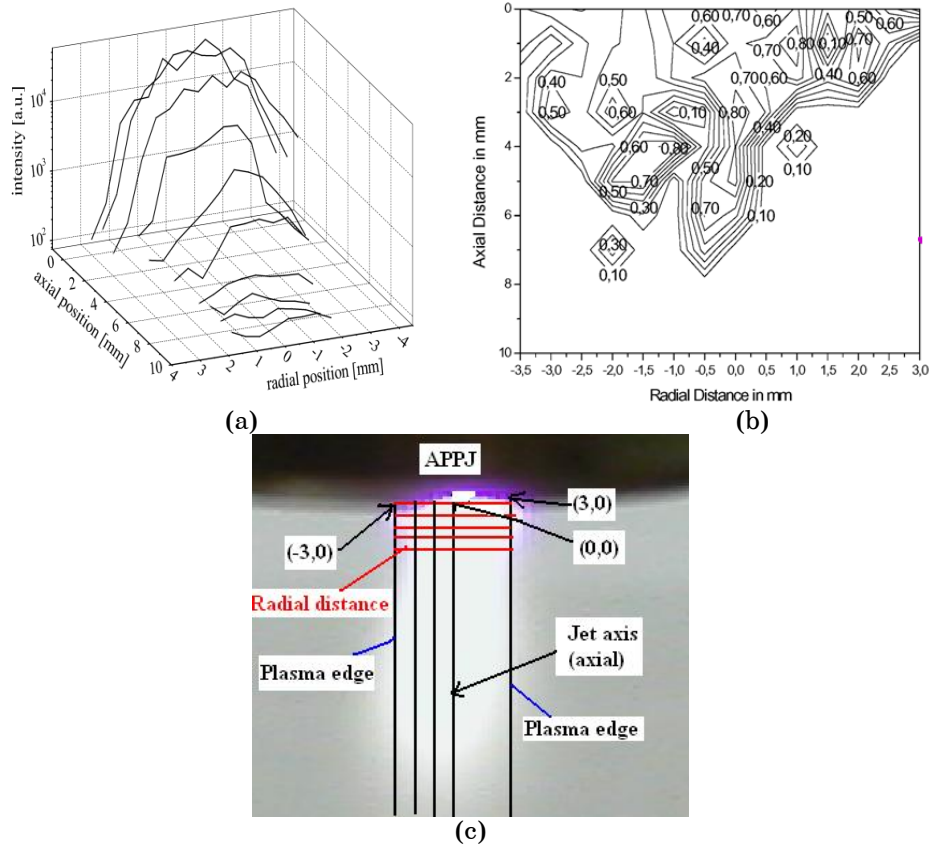 10⁴
10³
10²
intensity [a.u.]
0
2
4
6
8
10
axial position [mm]
4
3
2
1
0
-1
-2
-3
-4
radial position [mm]
(a)
0
2
4
6
8
10
Axial Distance in mm
0,60 0,70 0,50
0,60 0,60
0,40 0,70 0,80 0,10 0,70
0,40 0,50 0,70 0,60 0,40 0,60
0,50 0,60 0,10 0,80
0,40 0,20
0,60 0,80
0,50 0,10
0,50 0,70 0,20
0,30 0,70 0,10
0,30
0,10
-3,5 -3,0 -2,5 -2,0 -1,5 -1,0 -0,5 0,0 0,5 1,0 1,5 2,0 2,5 3,0
Radial Distance in mm
(b)
APPJ
(3,0)
(-3,0)
(0,0)
Radial distance
Jet axis
(axial)
Plasma edge
Plasma edge
(c)